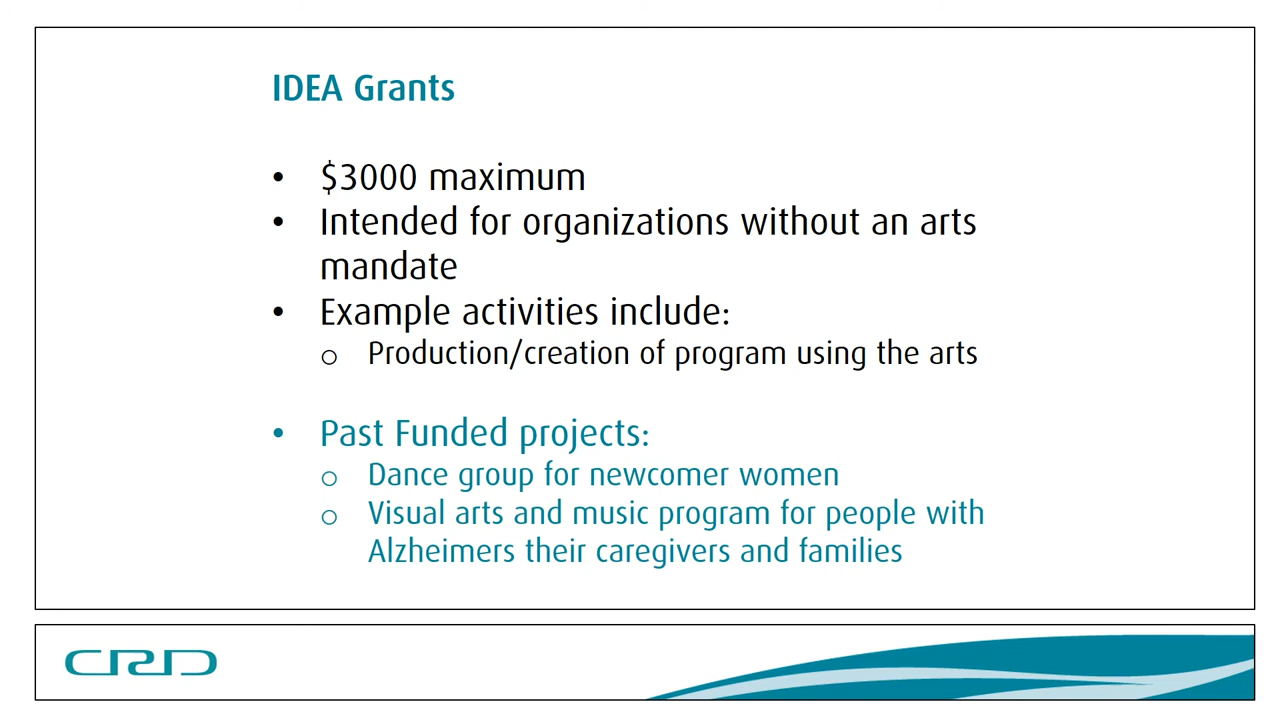 IDEA Grants
• $3000 maximum
• Intended for organizations without an arts
mandate
• Example activities include:
o Production/creation of program using the arts
• Past Funded projects:
o Dance group for newcomer women
o Visual arts and music program for people with
Alzheimers their caregivers and families
CRD